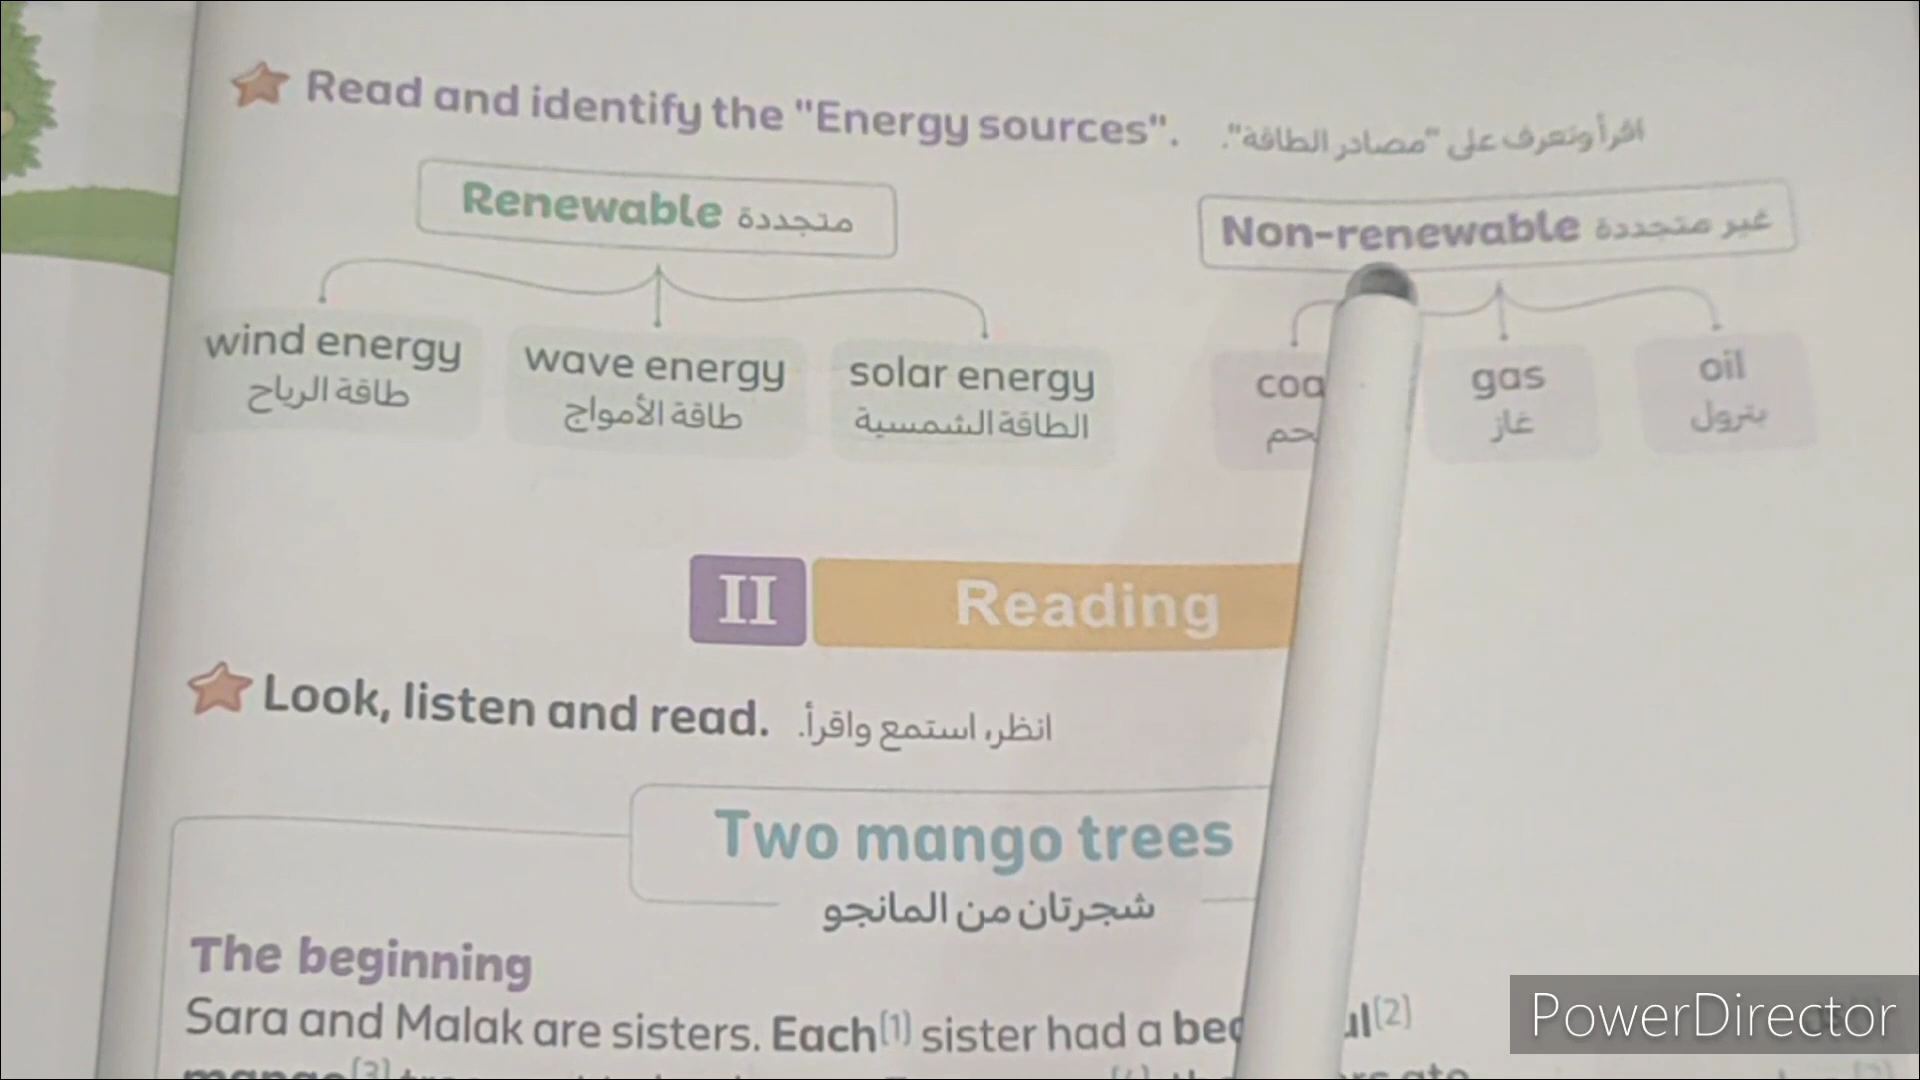 Read and identify the "Energy sources". اقرأ وتعرف على "مصادر الطاقة".
Renewable متجددة
Non-renewable غير متجددة
wind energy
طاقة الرياح
wave energy
طاقة الأمواج
solar energy
الطاقة الشمسية
gas
غاز
oil
بترول
II Reading
Look, listen and read. انظر، استمع واقرأ.
Two mango trees
شجرتان من المانجو
The beginning
Sara and Malak are sisters. Each(1) sister had a
PowerDirector